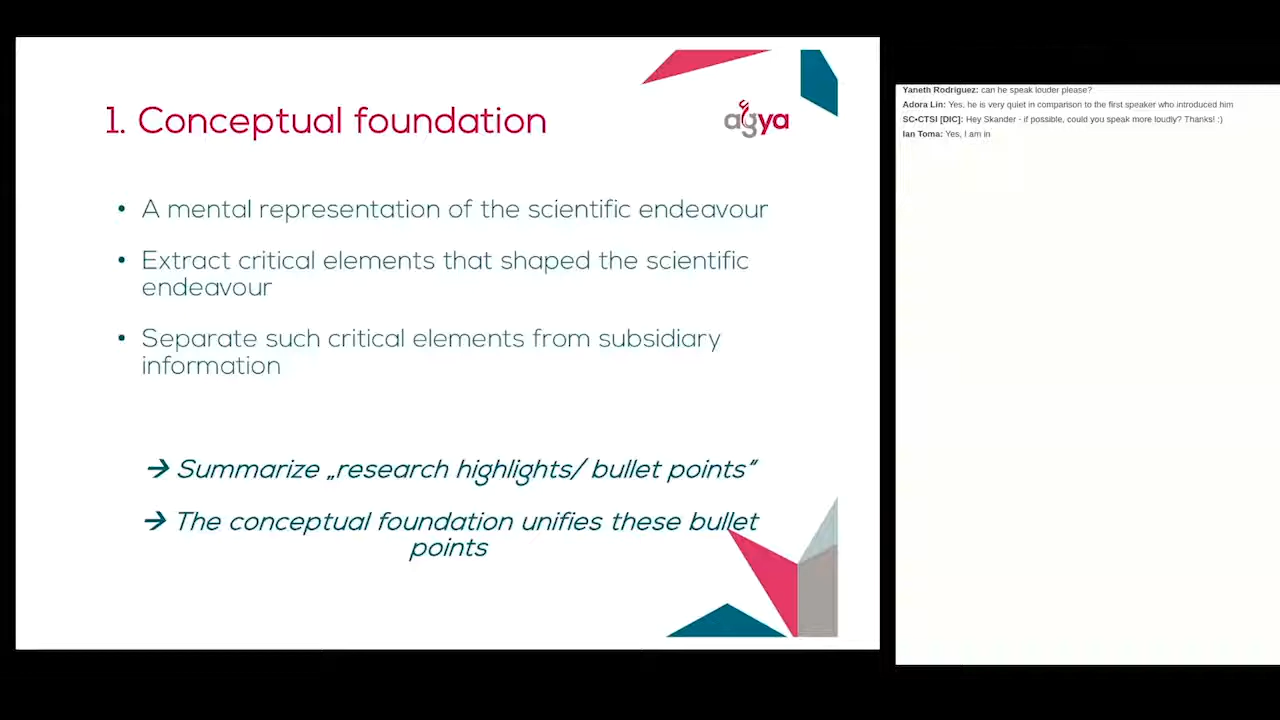 1. Conceptual foundation
agya
• A mental representation of the scientific endeavour
• Extract critical elements that shaped the scientific
endeavour
• Separate such critical elements from subsidiary
information
→ Summarize „research highlights/ bullet points“
→ The conceptual foundation unifies these bullet
points
Yaneth Rodriguez: can he speak louder please?
Adora Lin: Yes, he is very quiet in comparison to the first speaker who introduced him
SC•CTSI [DIC]: Hey Skander - if possible, could you speak more loudly? Thanks! :)
Ian Toma: Yes, I am in